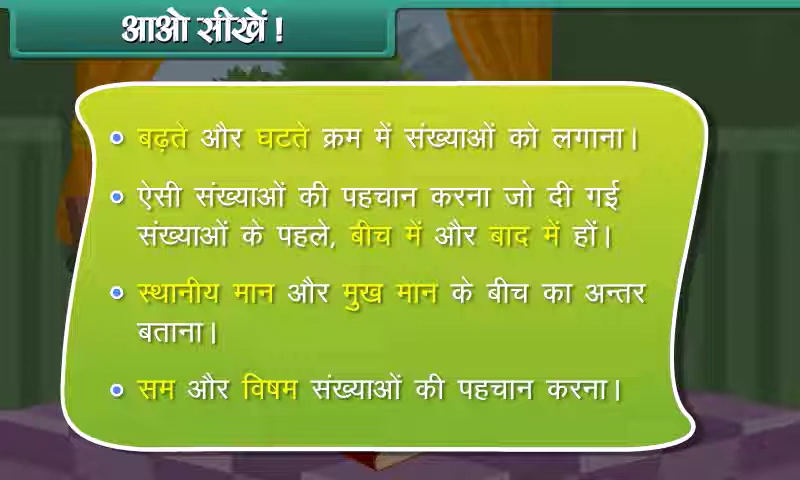 आओ सीखें!
बढ़ते और घटते क्रम में संख्याओं को लगाना।
ऐसी संख्याओं की पहचान करना जो दी गई
संख्याओं के पहले, बीच में और बाद में हों।
स्थानीय मान और मुख मान के बीच का अन्तर
बताना।
सम और विषम संख्याओं की पहचान करना।